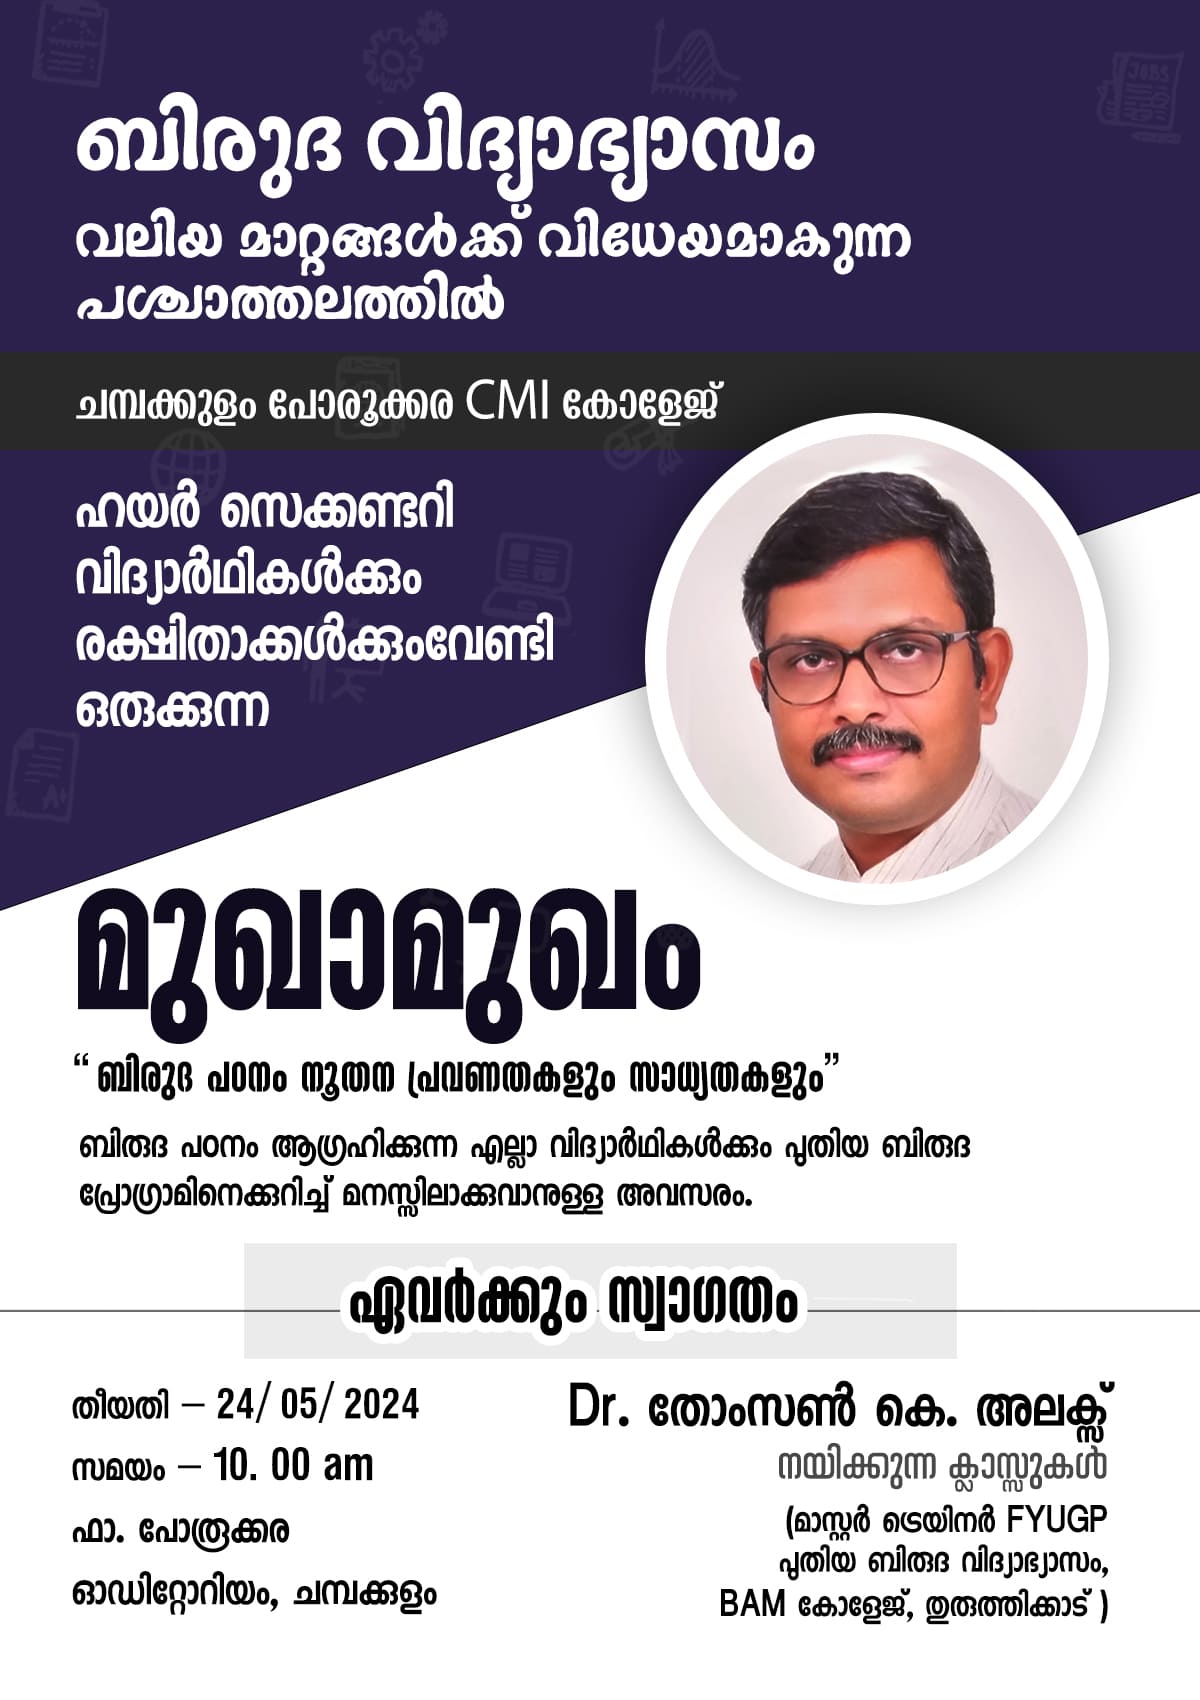 ബിരുദ വിദ്യാഭ്യാസം
വലിയ മാറ്റങ്ങൾക്ക് വിധേയമാകുന്ന
പശ്ചാത്തലത്തിൽ
ചമ്പക്കുളം പോരൂക്കര CMI കോളേജ്
ഹയർ സെക്കണ്ടറി
വിദ്യാർഥികൾക്കും
രക്ഷിതാക്കൾക്കുംവേണ്ടി
ഒരുക്കുന്ന
മുഖാമുഖം
“ ബിരുദ പഠനം നൂതന പ്രവണതകളും സാധ്യതകളും”
ബിരുദ പഠനം ആഗ്രഹിക്കുന്ന എല്ലാ വിദ്യാർഥികൾക്കും പുതിയ ബിരുദ
പ്രോഗ്രാമിനെക്കുറിച്ച് മനസ്സിലാക്കുവാനുള്ള അവസരം.
ഏവർക്കും സ്വാഗതം
തീയതി – 24/ 05/ 2024
സമയം – 10. 00 am
ഫാ. പോരൂക്കര
ഓഡിറ്റോറിയം, ചമ്പക്കുളം
Dr. തോംസൺ കെ. അലക്സ്
നയിക്കുന്ന ക്ലാസ്സുകൾ
(മാസ്റ്റർ ട്രെയിനർ FYUGP
പുതിയ ബിരുദ വിദ്യാഭ്യാസം,
BAM കോളേജ്, തുരുത്തിക്കാട് )
JOBS
A+